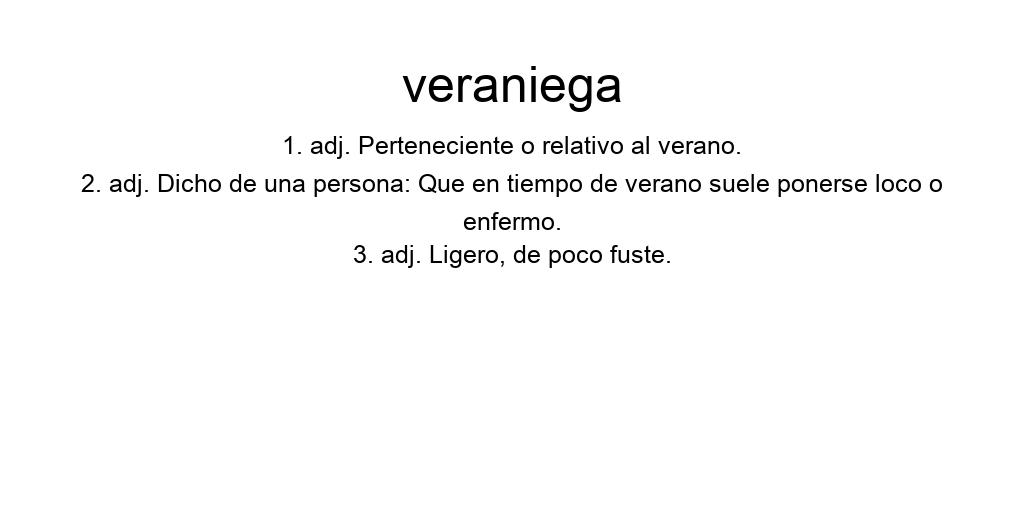 veraniega
1. adj. Perteneciente o relativo al verano.
2. adj. Dicho de una persona: Que en tiempo de verano suele ponerse loco o
enfermo.
3. adj. Ligero, de poco fuste.